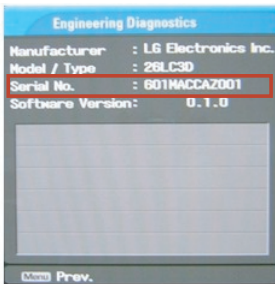 Engineering Diagnostics
Manufacturer : LG Electronics Inc.
Model / Type : 26LC3D
Serial No. : 601MACCAZ001
Software Version: 0.1.0
Menu Prev.